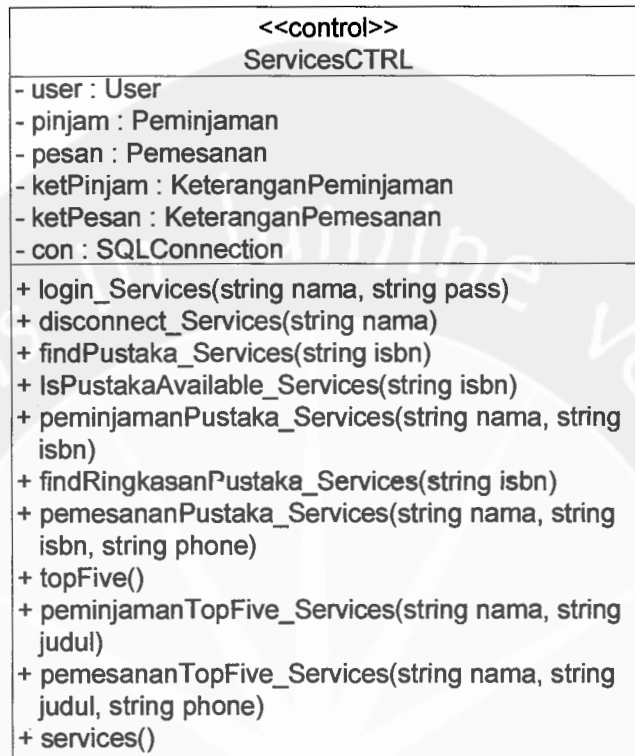 <<control>>
ServicesCTRL
- user : User
- pinjam : Peminjaman
- pesan : Pemesanan
- ketPinjam : KeteranganPeminjaman
- ketPesan : KeteranganPemesanan
- con : SQLConnection
+ login_Services(string nama, string pass)
+ disconnect_Services(string nama)
+ findPustaka_Services(string isbn)
+ IsPustakaAvailable_Services(string isbn)
+ peminjamanPustaka_Services(string nama, string
isbn)
+ findRingkasanPustaka_Services(string isbn)
+ pemesananPustaka_Services(string nama, string
isbn, string phone)
+ topFive()
+ peminjamanTopFive_Services(string nama, string
judul)
+ pemesananTopFive_Services(string nama, string
judul, string phone)
+ services()